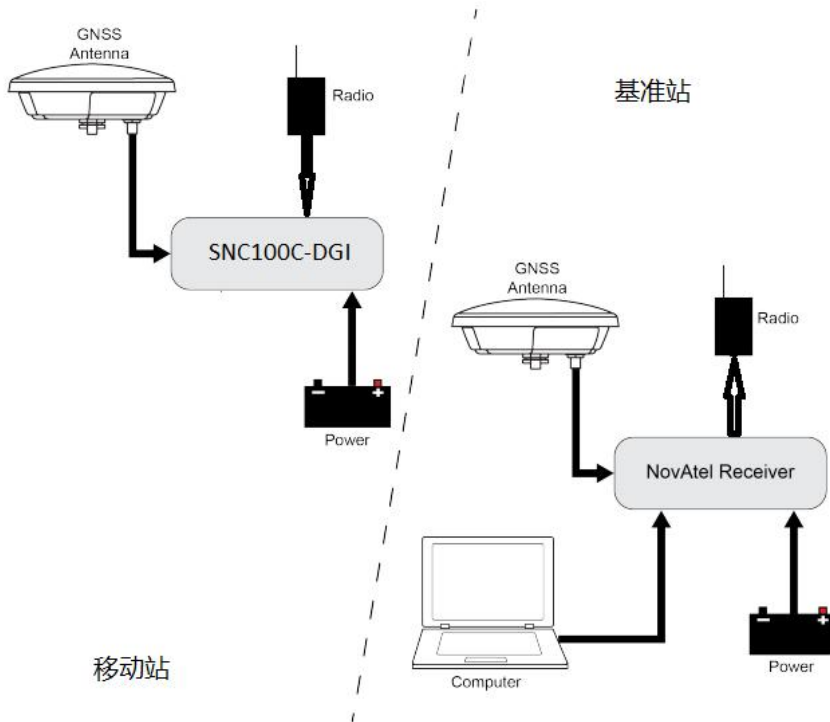 GNSS
Antenna
Radio
SNC100C-DGI
Power
移动站
基准站
GNSS
Antenna
Radio
NovAtel Receiver
Computer
Power